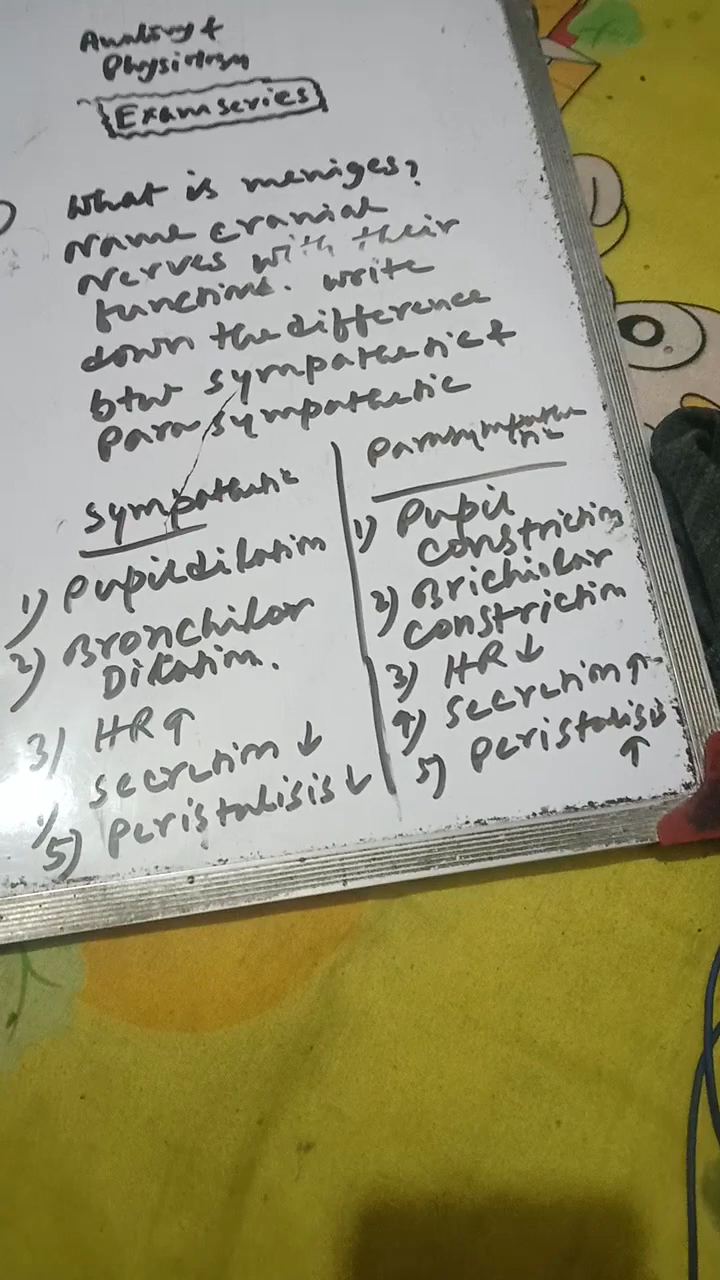 Anatomy &
Physiology
Exam series
What is meniges?
Name cranial
Nerves with their
functions. write
down the difference
btw sympathetic &
Parasympathetic
Sympathetic
1) Pupil dilation
2) Bronchilor
Dilation.
3) HR↑
secretion ↓
5) Peristalisis ↓
Parasympathetic
1) Pupil
constriction
2) Brichiolar
constriction
3) HR↓
4) secretion ↑
5) Peristalisis
↑